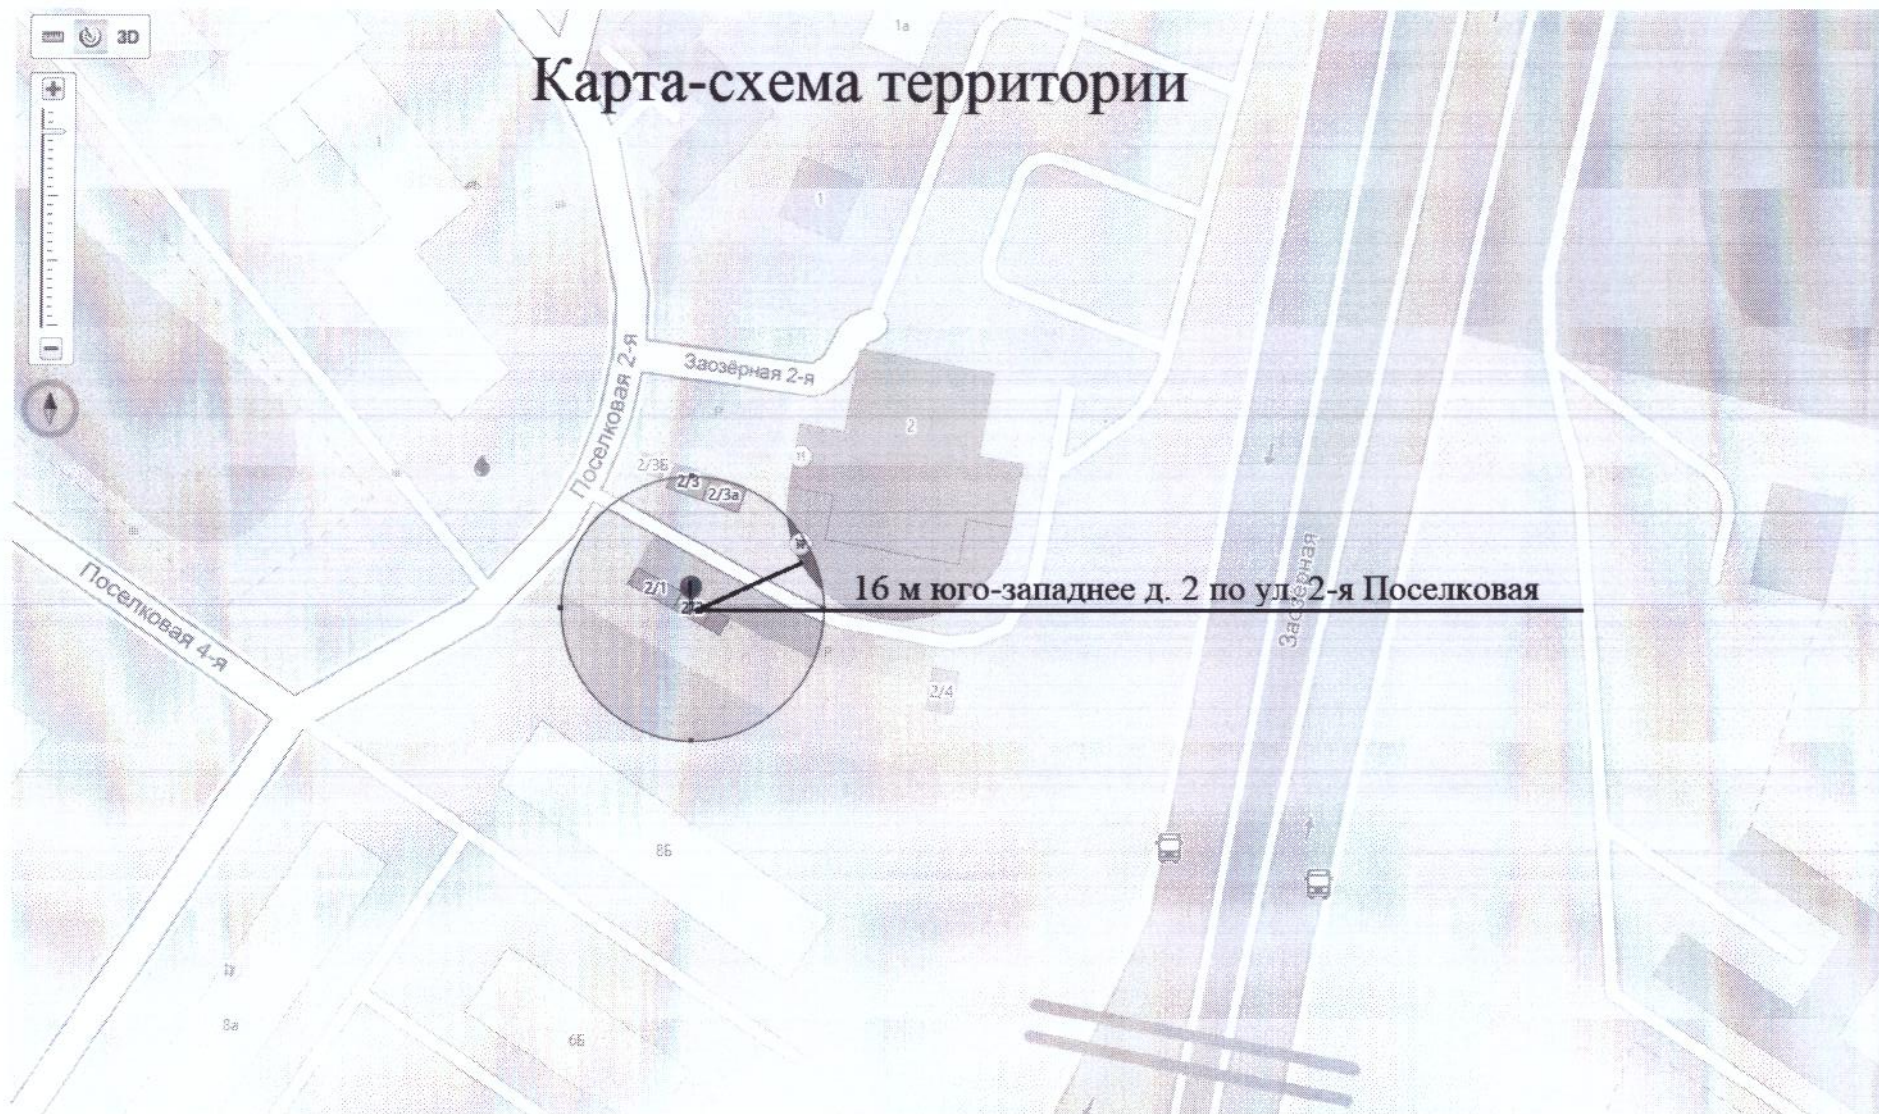 3D
1а
Карта-схема территории
1
1
Заозёрная 2-я
Поселковая 2-я
2
2/3Б
2/3
2/3а
Поселковая 4-я
2/1
16 м юго-западнее д. 2 по ул. 2-я Поселковая
Заозёрная
P
P
2/4
8Б
8а
6Б